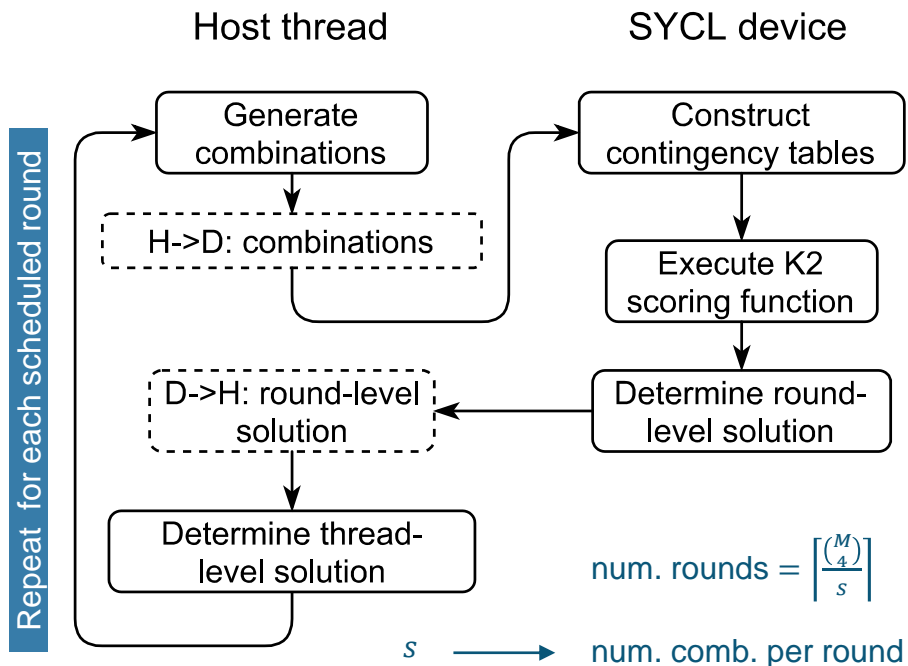 Host thread
SYCL device
Repeat for each scheduled round
Generate
combinations
H->D: combinations
Construct
contingency tables
Execute K2
scoring function
Determine round-
level solution
D->H: round-level
solution
Determine thread-
level solution
num. rounds = ⌈(M 4)/s⌉
s → num. comb. per round